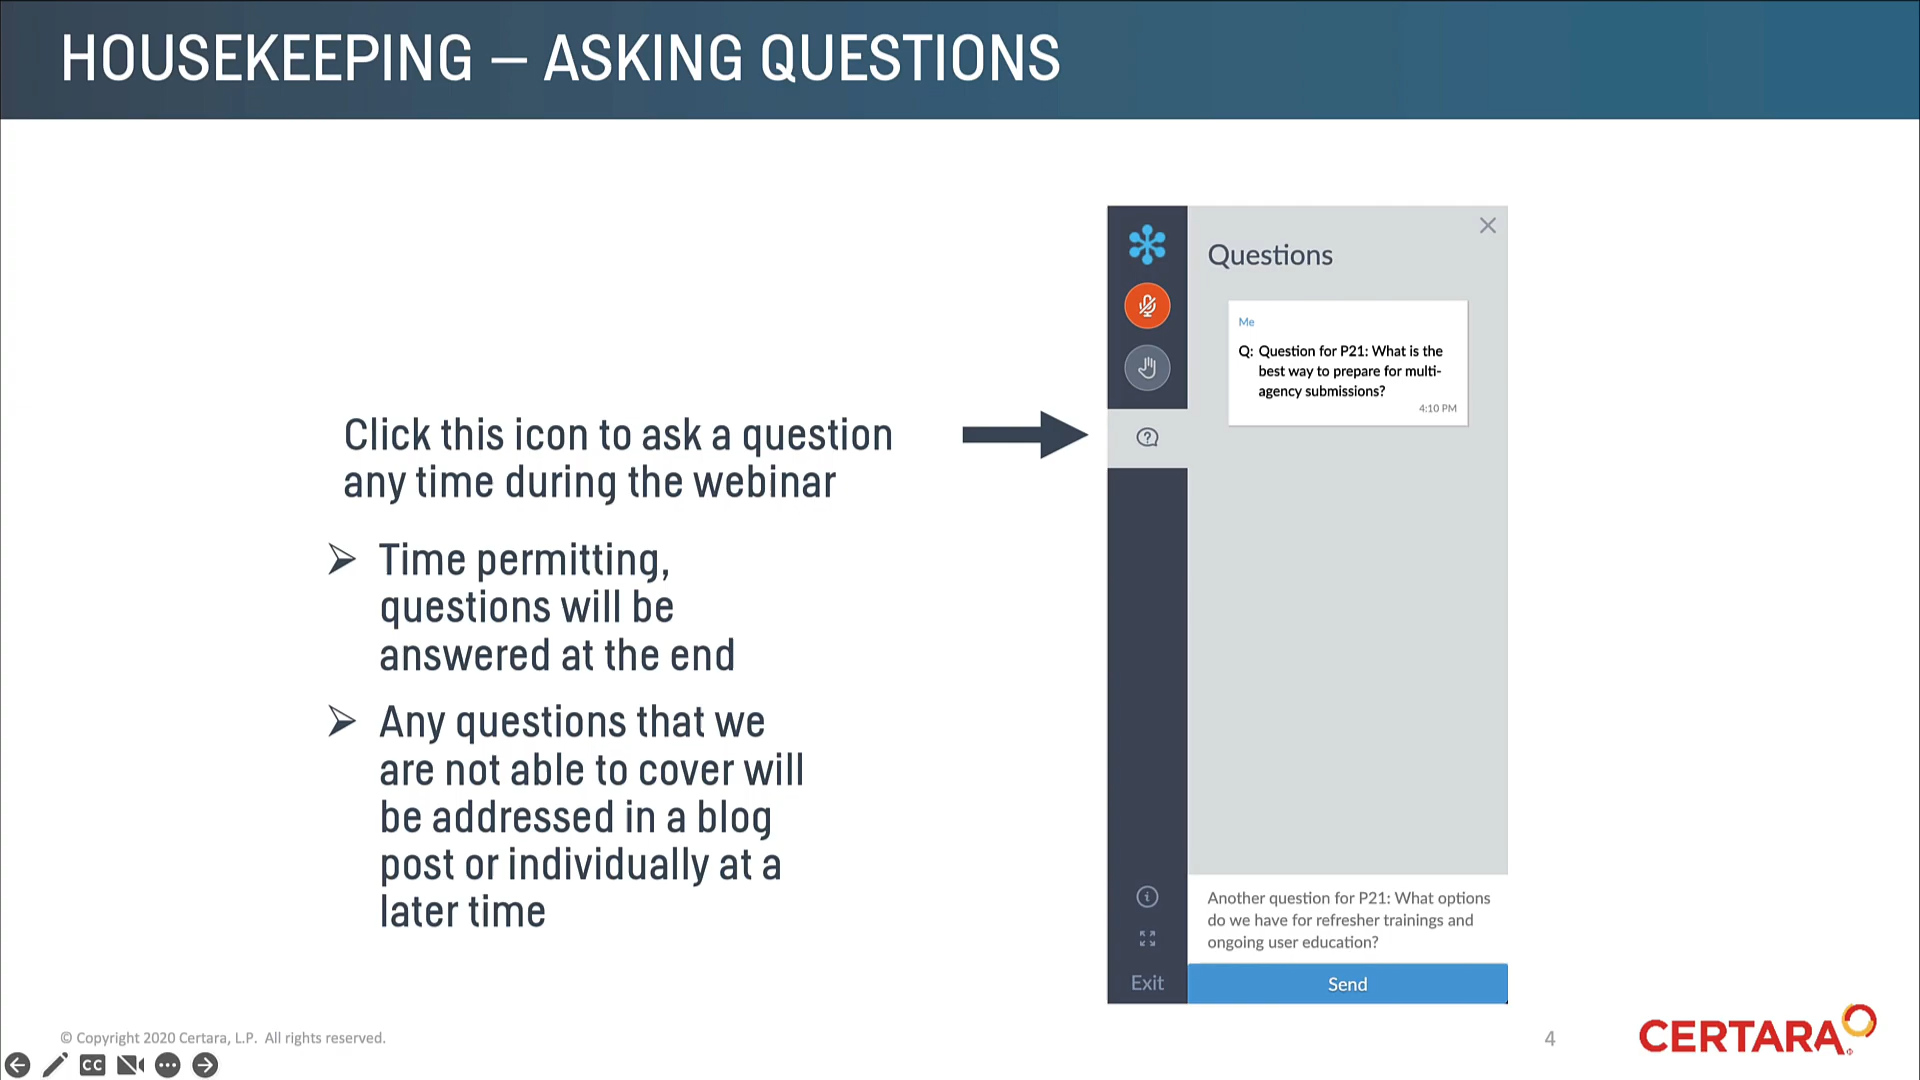 HOUSEKEEPING – ASKING QUESTIONS
Click this icon to ask a question
any time during the webinar
Time permitting,
questions will be
answered at the end
Any questions that we
are not able to cover will
be addressed in a blog
post or individually at a
later time
Questions
Me
Q: Question for P21: What is the
best way to prepare for multi-
agency submissions?
4:10 PM
Another question for P21: What options
do we have for refresher trainings and
ongoing user education?
Exit
Send
© Copyright 2020 Certara, L.P. All rights reserved.
4
CERTARA
CC